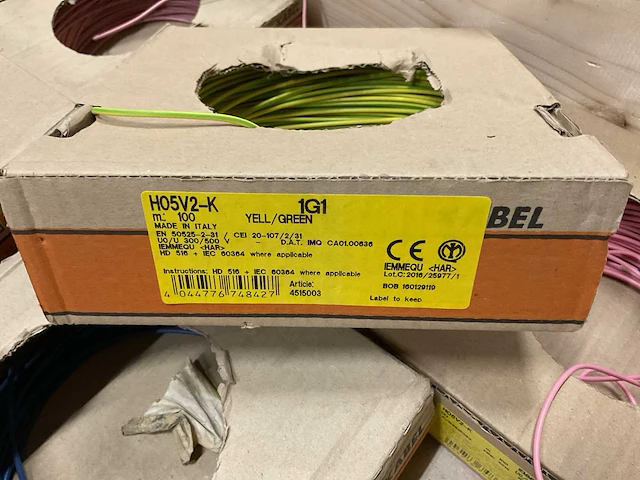 H05V2-K 1G1
m.: 100 YELL/GREEN
MADE IN ITALY
EN 50525-2-31 / CEI 20-107/2/31
U0/U 300/500 V - D.A.T. IMQ CA01.00636
IEMMEQU <HAR>
HD 516 + IEC 60364 where applicable
CE
IEMMEQU <HAR>
Lot.C: 2016/25977/1
Instructions: HD 516 + IEC 60364 where applicable
BOB 160129119
4 044776 748427
Article:
4515003
Label to keep
ABEL
H05V2-K